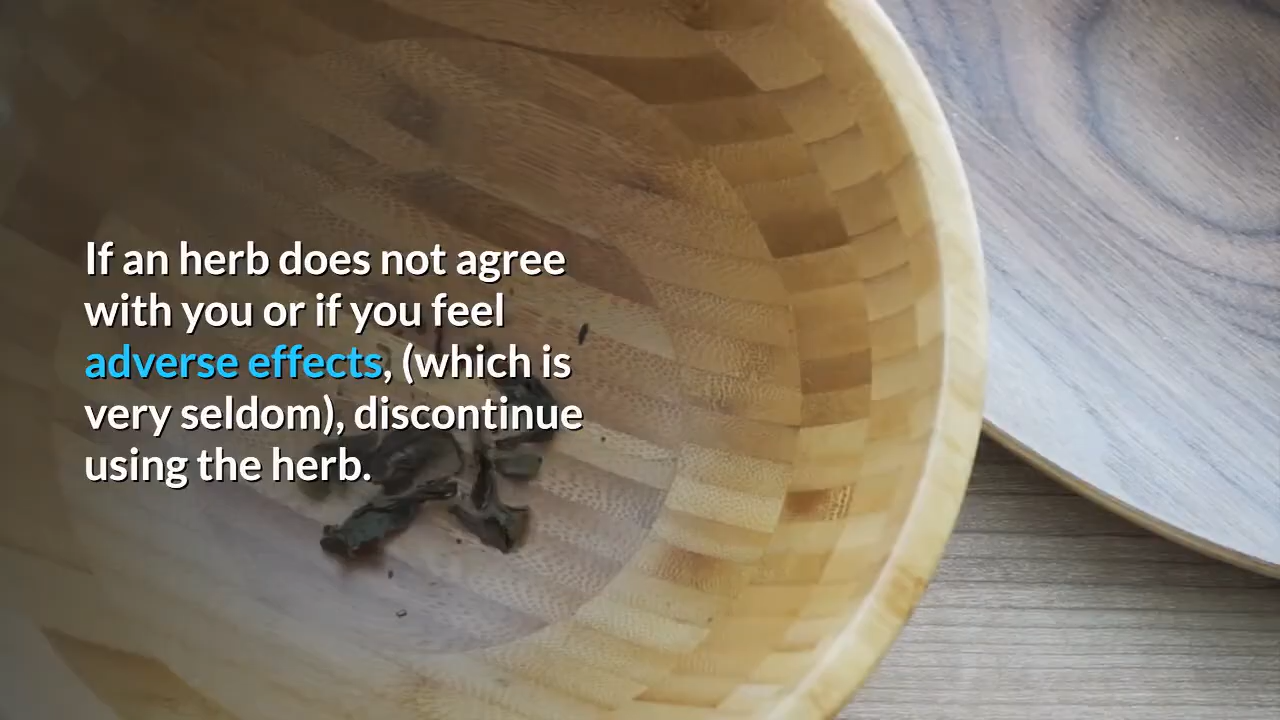 If an herb does not agree
with you or if you feel
adverse effects, (which is
very seldom), discontinue
using the herb.